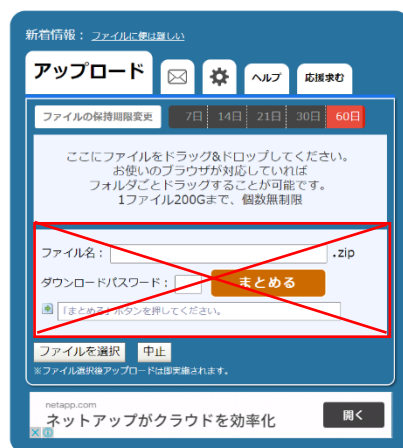 新着情報： ファイルに便は難しい
アップロード ヘルプ 応援求む
ファイルの保持期限変更 7日 14日 21日 30日 60日
ここにファイルをドラッグ&ドロップしてください。
お使いのブラウザが対応していれば
フォルダごとドラッグすることが可能です。
1ファイル200Gまで、個数無制限
ファイル名： .zip
ダウンロードパスワード： まとめる
「まとめる」ボタンを押してください。
ファイルを選択 中止
※ファイル選択後アップロードは即実施されます。
netapp.com
ネットアップがクラウドを効率化 開く